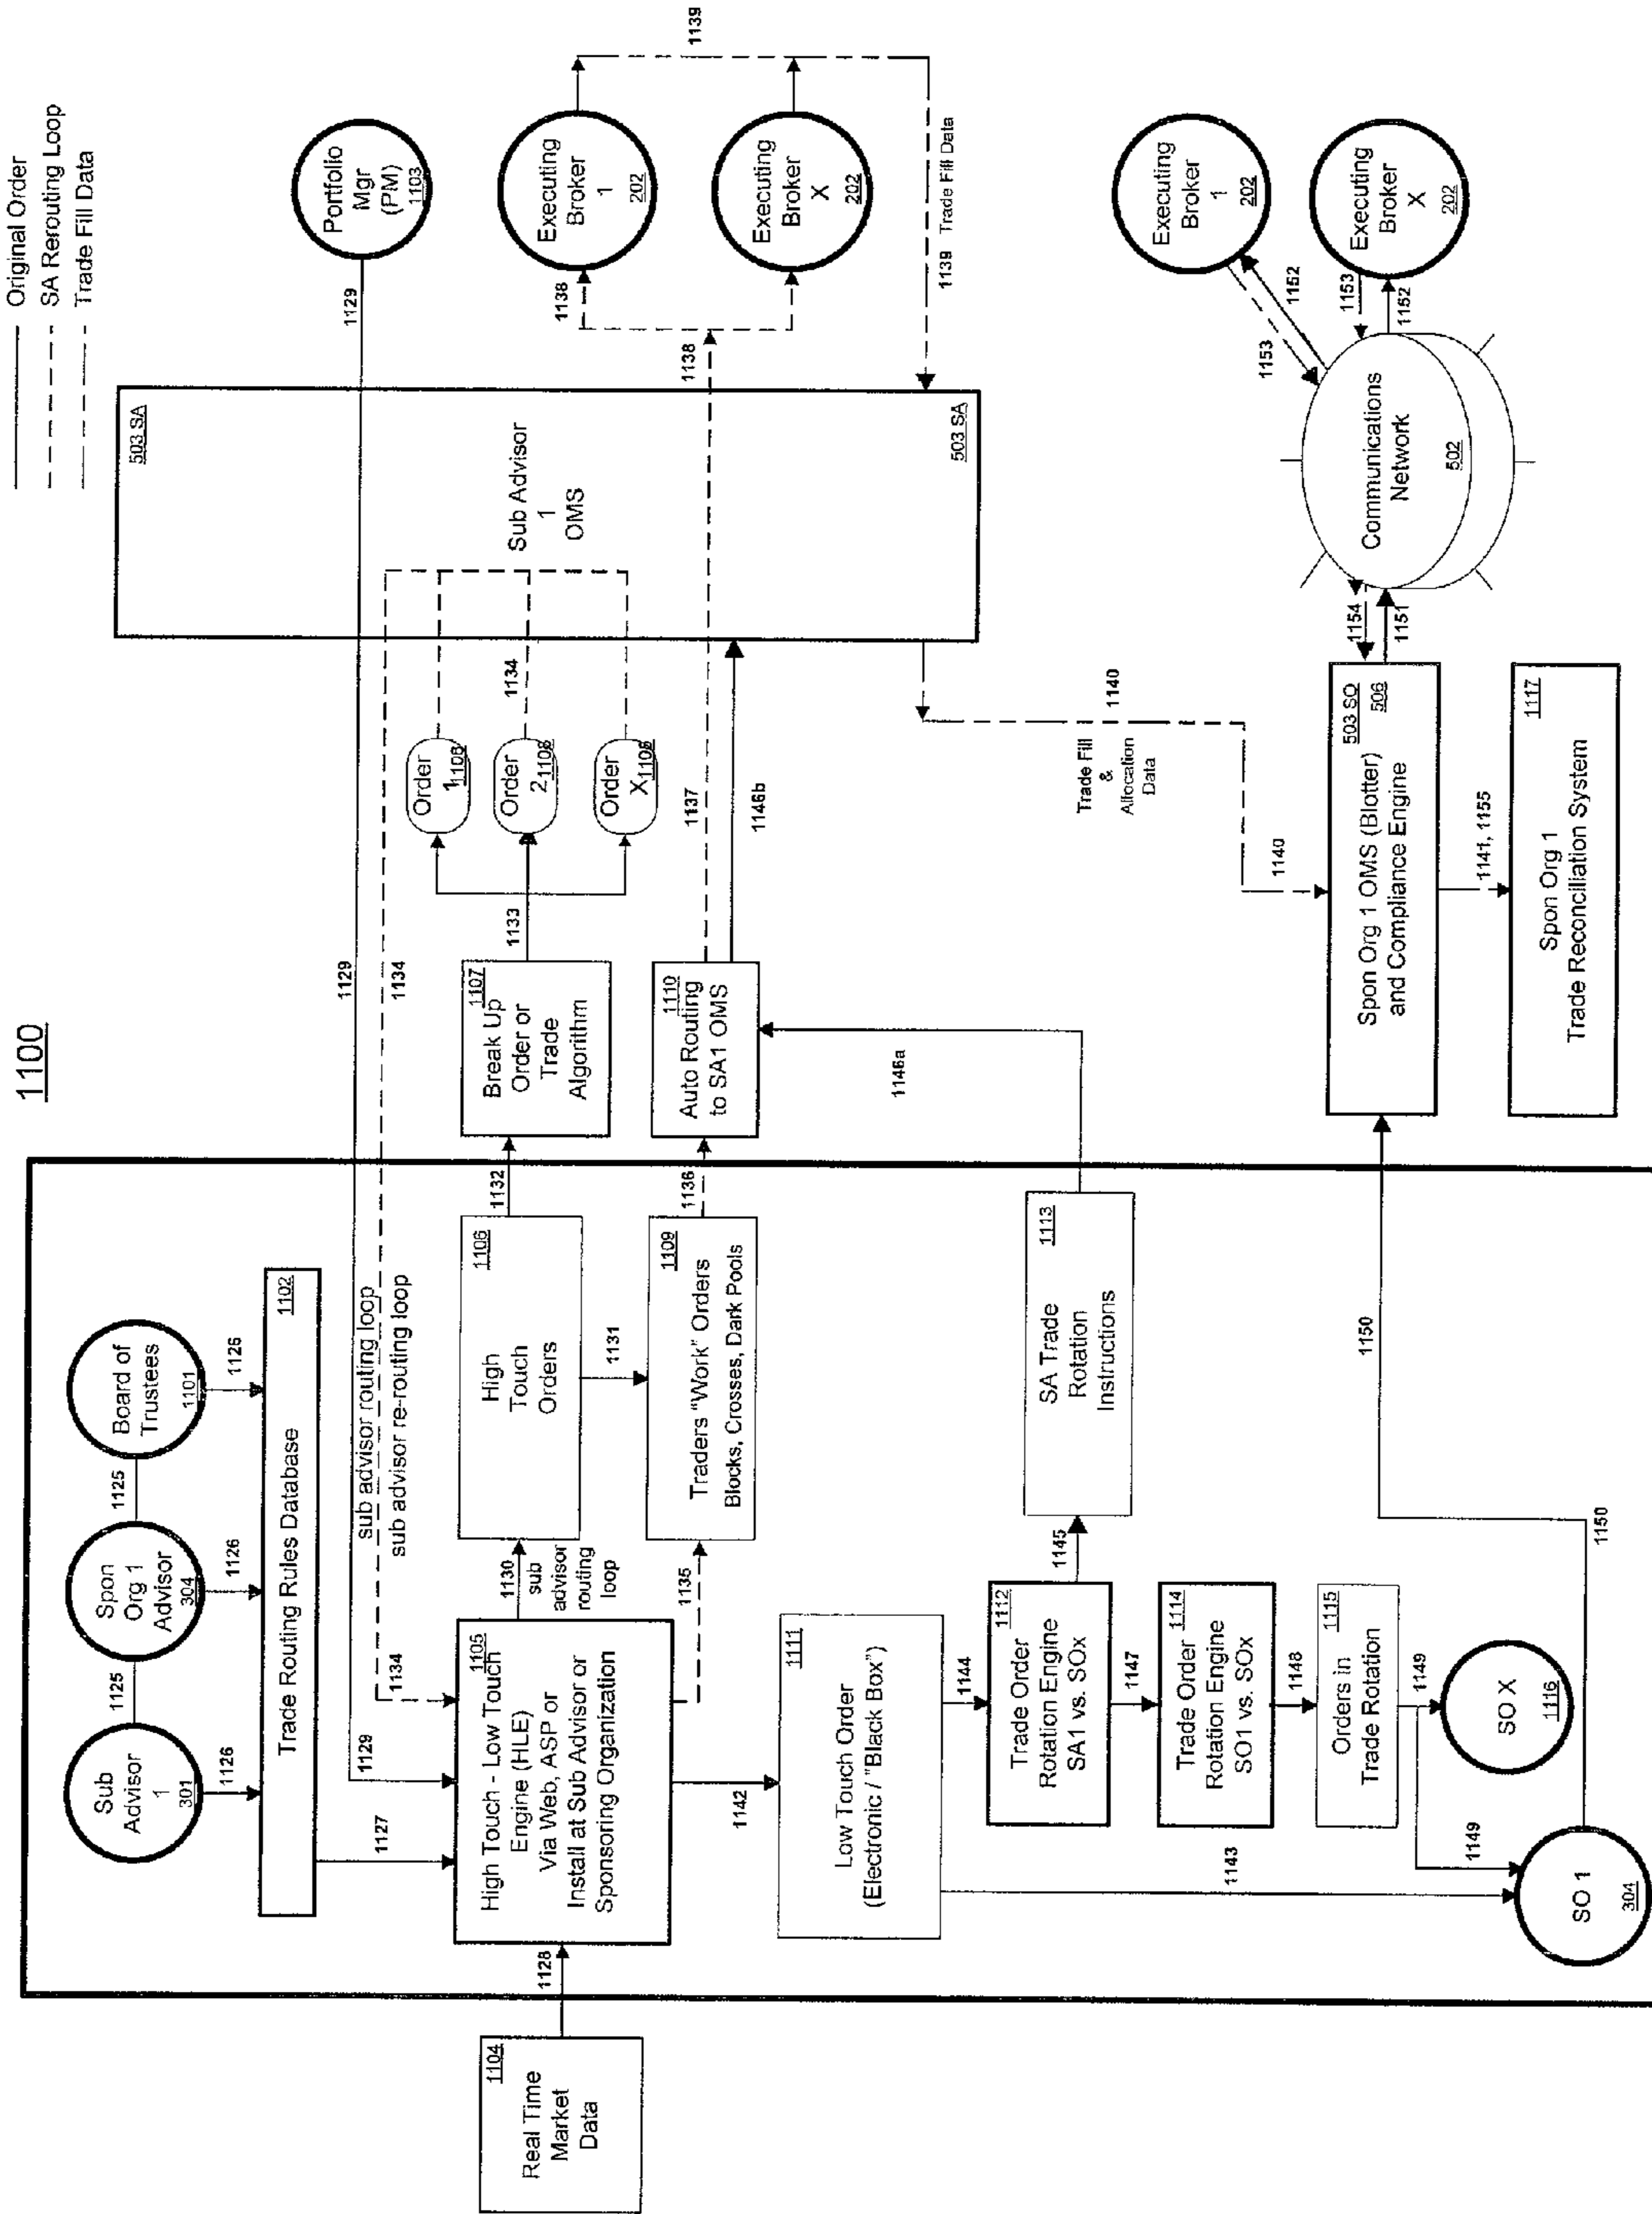 1100
Original Order
SA Rerouting Loop
Trade Fill Data
Sub
Advisor
1
301
1125
Spon
Org 1
Advisor
304
1125
Board of
Trustees
1101
1126
1126
1126
Trade Routing Rules Database
1102
1127
1129
1129
1129
Portfolio
Mgr
(PM)
1103
sub advisor routing loop
sub advisor re-routing loop
1134
1134
1104
Real Time
Market
Data
1128
1105
High Touch - Low Touch
Engine (HLE)
Via Web, ASP or
Install at Sub Advisor or
Sponsoring Organization
1130
sub
advisor
routing
loop
1135
1106
High
Touch
Orders
1131
1132
1109
Traders "Work" Orders
Blocks, Crosses, Dark Pools
1136
1107
Break Up
Order or
Trade
Algorithm
1133
Order
1
1108
Order
2
1108
Order
X
1108
1134
1110
Auto Routing
to SA1 OMS
1137
1146b
1146a
503 SA
Sub Advisor
1
OMS
503 SA
1138
1138
Executing
Broker
1
202
Executing
Broker
X
202
1139
1139 Trade Fill Data
1142
1111
Low Touch Order
(Electronic / "Black Box")
1143
1144
1112
Trade Order
Rotation Engine
SA1 vs. SOx
1145
1113
SA Trade
Rotation
Instructions
1147
1114
Trade Order
Rotation Engine
SO1 vs. SOx
1148
1115
Orders in
Trade Rotation
1149
1149
SO X
1116
SO 1
304
1150
1150
1140
Trade Fill
&
Allocation
Data
1140
503 SO
506
Spon Org 1 OMS (Blotter)
and Compliance Engine
1141, 1155
1117
Spon Org 1
Trade Reconciliation System
1154
1151
Communications
Network
502
1153
1152
1153
1152
Executing
Broker
1
202
Executing
Broker
X
202